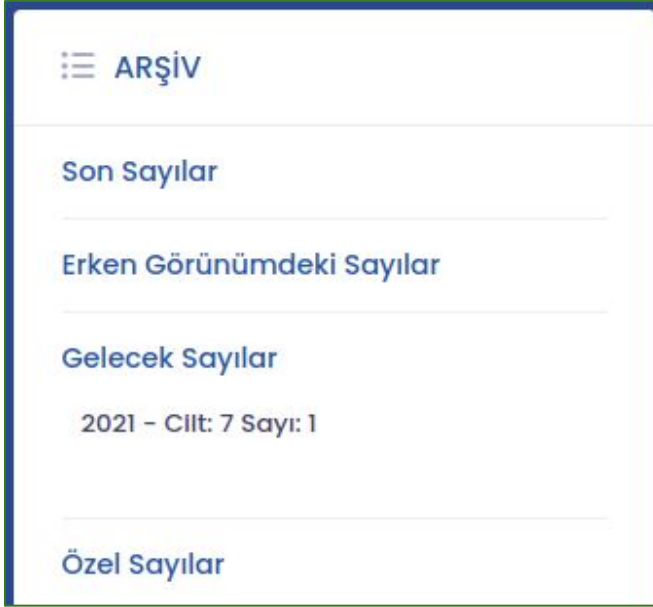 ARŞİV
Son Sayılar
Erken Görünümdeki Sayılar
Gelecek Sayılar
2021 - Cilt: 7 Sayı: 1
Özel Sayılar